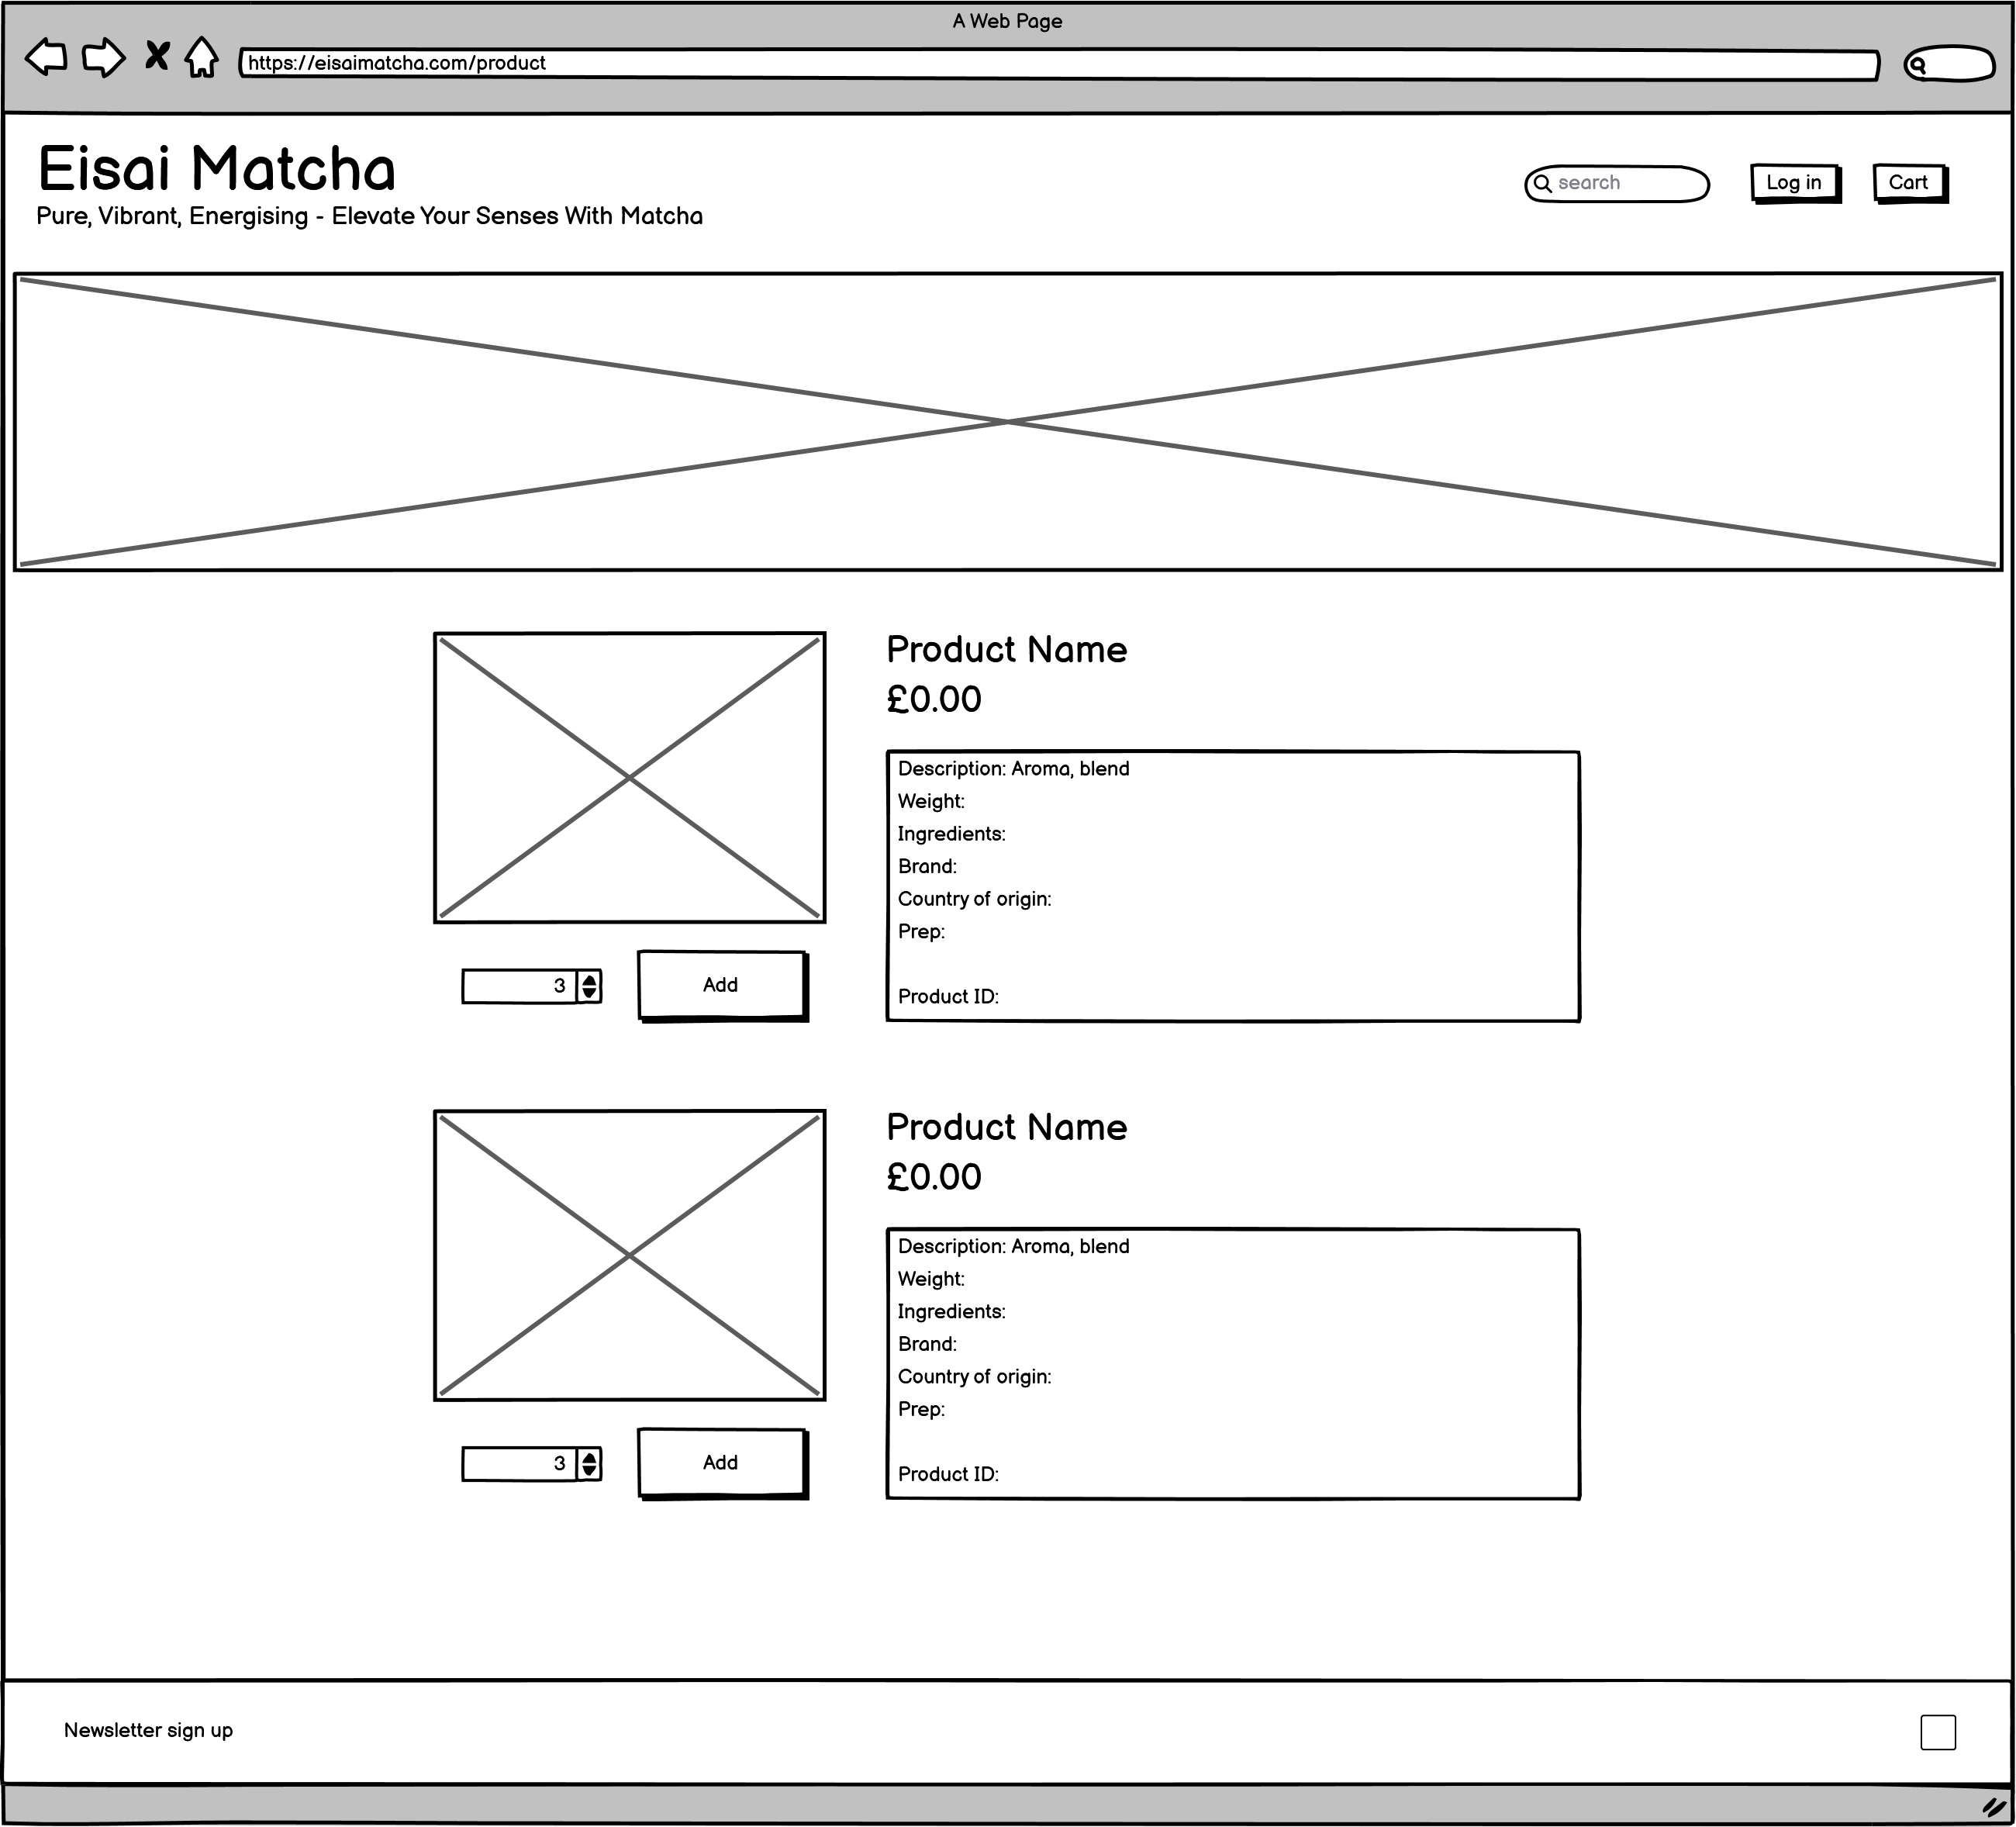 A Web Page
https://eisaimatcha.com/product
Eisai Matcha
Pure, Vibrant, Energising - Elevate Your Senses With Matcha
search
Log in
Cart
Product Name
£0.00
Description: Aroma, blend
Weight:
Ingredients:
Brand:
Country of origin:
Prep:
Product ID:
3
Add
Product Name
£0.00
Description: Aroma, blend
Weight:
Ingredients:
Brand:
Country of origin:
Prep:
Product ID:
3
Add
Newsletter sign up